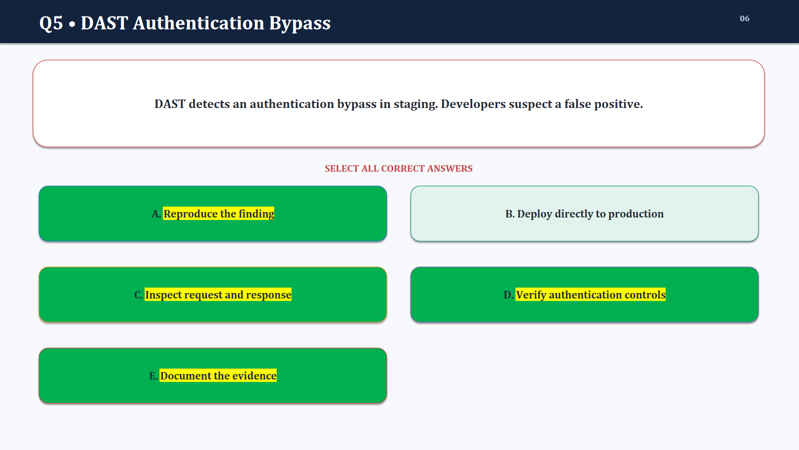 Q5 • DAST Authentication Bypass
06
DAST detects an authentication bypass in staging. Developers suspect a false positive.
SELECT ALL CORRECT ANSWERS
A. Reproduce the finding
B. Deploy directly to production
C. Inspect request and response
D. Verify authentication controls
E. Document the evidence